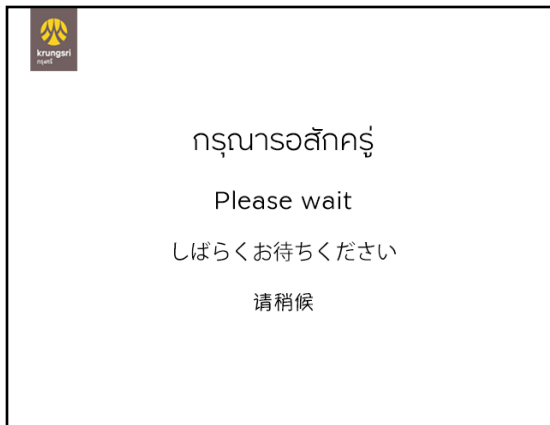 krungsri
กรุงศรี
กรุณารอสักครู่
Please wait
しばらくお待ちください
请稍候